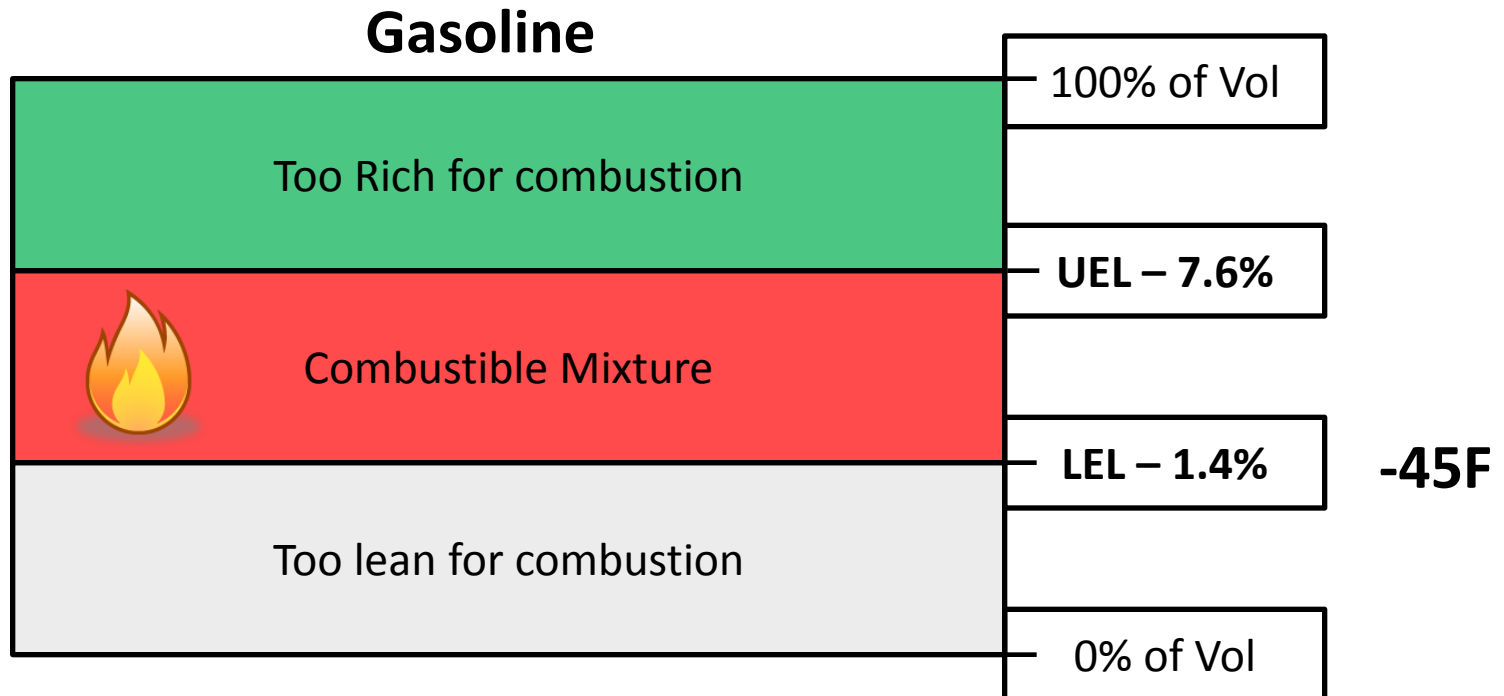 Gasoline
100% of Vol
Too Rich for combustion
UEL – 7.6%
Combustible Mixture
LEL – 1.4%
-45F
Too lean for combustion
0% of Vol